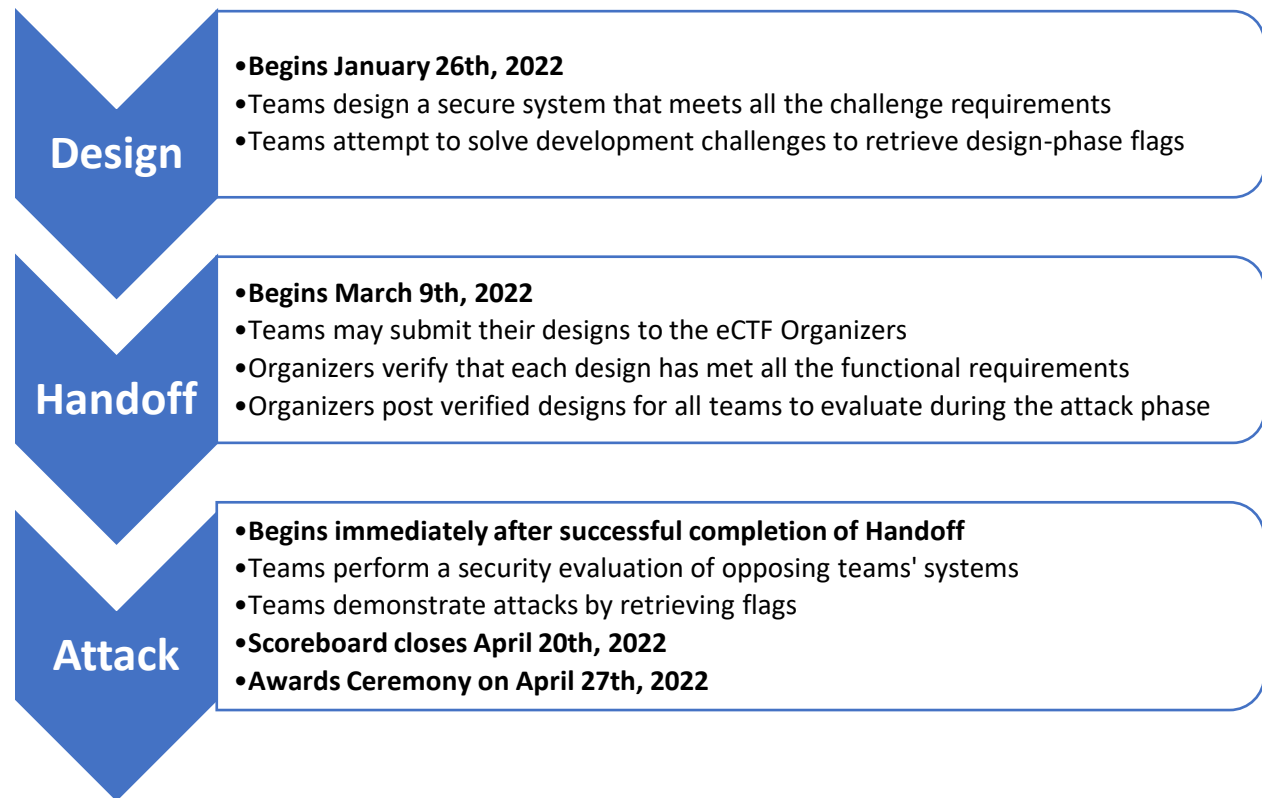 Design
•Begins January 26th, 2022
•Teams design a secure system that meets all the challenge requirements
•Teams attempt to solve development challenges to retrieve design-phase flags
Handoff
•Begins March 9th, 2022
•Teams may submit their designs to the eCTF Organizers
•Organizers verify that each design has met all the functional requirements
•Organizers post verified designs for all teams to evaluate during the attack phase
Attack
•Begins immediately after successful completion of Handoff
•Teams perform a security evaluation of opposing teams' systems
•Teams demonstrate attacks by retrieving flags
•Scoreboard closes April 20th, 2022
•Awards Ceremony on April 27th, 2022